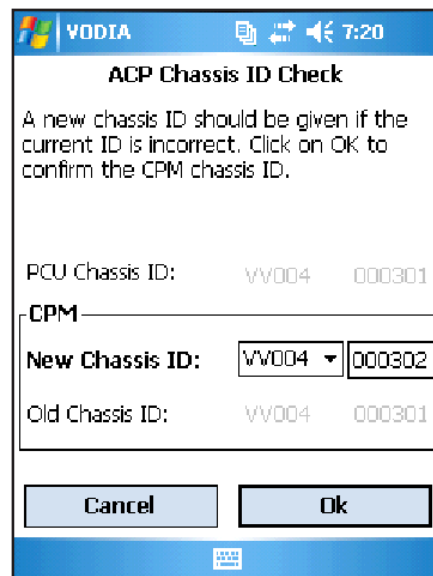 VODIA 7:20
ACP Chassis ID Check
A new chassis ID should be given if the
current ID is incorrect. Click on OK to
confirm the CPM chassis ID.
PCU Chassis ID: VV004 000301
CPM
New Chassis ID: VV004 000302
Old Chassis ID: VV004 000301
Cancel Ok